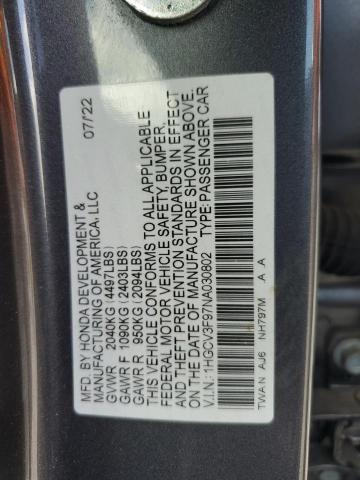 MFD. BY HONDA DEVELOPMENT &
MANUFACTURING OF AMERICA, LLC 07/22
GVWR 2040KG (4497LBS)
GAWR F 1090KG (2403LBS)
GAWR R 950KG (2094LBS)
THIS VEHICLE CONFORMS TO ALL APPLICABLE
FEDERAL MOTOR VEHICLE SAFETY, BUMPER,
AND THEFT PREVENTION STANDARDS IN EFFECT
ON THE DATE OF MANUFACTURE SHOWN ABOVE.
V.I.N.: 1HGCV3F97NA030802 TYPE: PASSENGER CAR
TWA N AJ6 NH797M A A